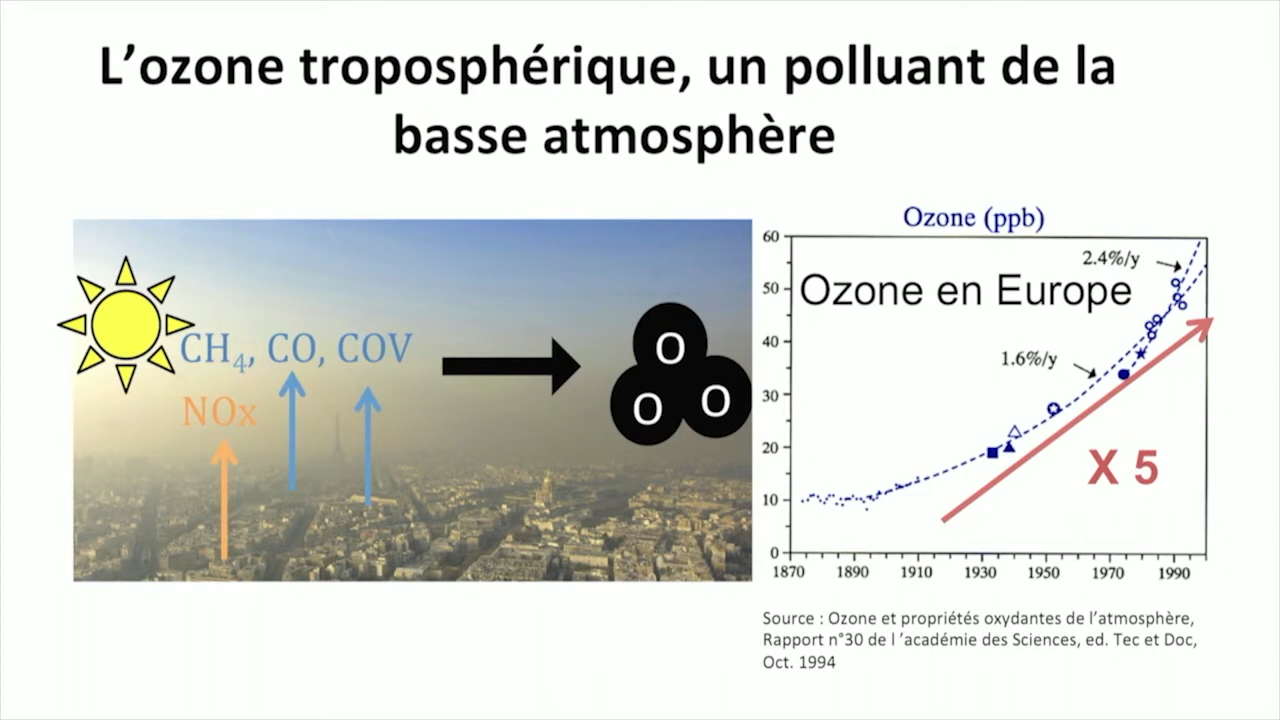 L’ozone troposphérique, un polluant de la
basse atmosphère
CH₄, CO, COV
NOx
O
O
O
Ozone (ppb)
Ozone en Europe
2.4%/y
1.6%/y
X 5
60
50
40
30
20
10
0
1870 1890 1910 1930 1950 1970 1990
Source : Ozone et propriétés oxydantes de l’atmosphère,
Rapport n°30 de l ’académie des Sciences, ed. Tec et Doc,
Oct. 1994